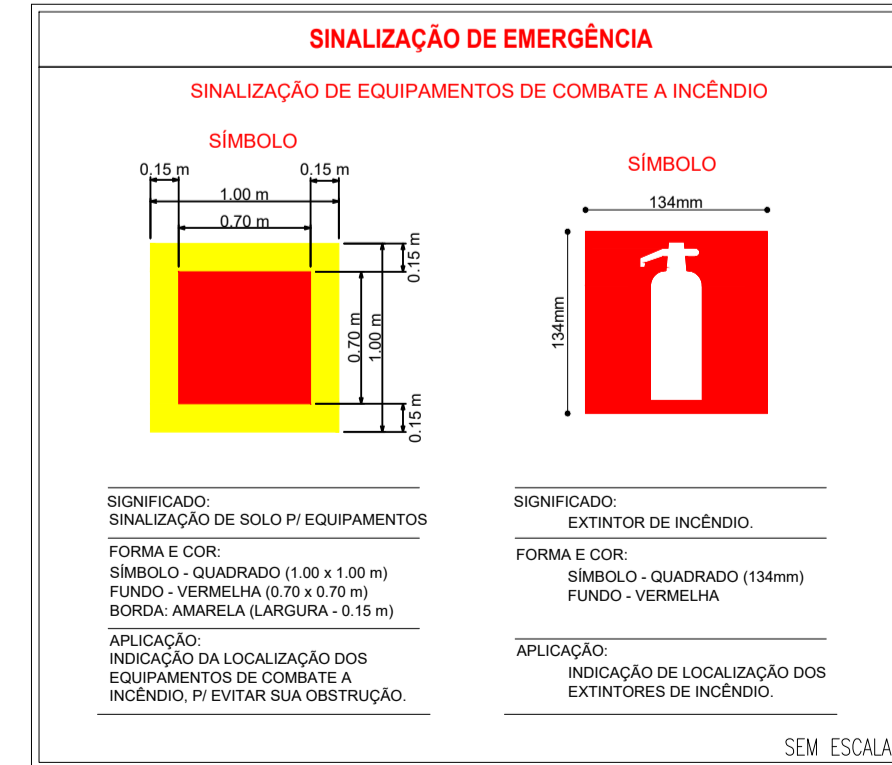 SINALIZAÇÃO DE EMERGÊNCIA
SINALIZAÇÃO DE EQUIPAMENTOS DE COMBATE A INCÊNDIO
SÍMBOLO
0.15 m
0.15 m
1.00 m
0.70 m
0.15 m
0.70 m
1.00 m
0.15 m
SIGNIFICADO:
SINALIZAÇÃO DE SOLO P/ EQUIPAMENTOS
FORMA E COR:
SÍMBOLO - QUADRADO (1.00 x 1.00 m)
FUNDO - VERMELHA (0.70 x 0.70 m)
BORDA: AMARELA (LARGURA - 0.15 m)
APLICAÇÃO:
INDICAÇÃO DA LOCALIZAÇÃO DOS
EQUIPAMENTOS DE COMBATE A
INCÊNDIO, P/ EVITAR SUA OBSTRUÇÃO.
SÍMBOLO
134mm
134mm
SIGNIFICADO:
EXTINTOR DE INCÊNDIO.
FORMA E COR:
SÍMBOLO - QUADRADO (134mm)
FUNDO - VERMELHA
APLICAÇÃO:
INDICAÇÃO DE LOCALIZAÇÃO DOS
EXTINTORES DE INCÊNDIO.
SEM ESCALA